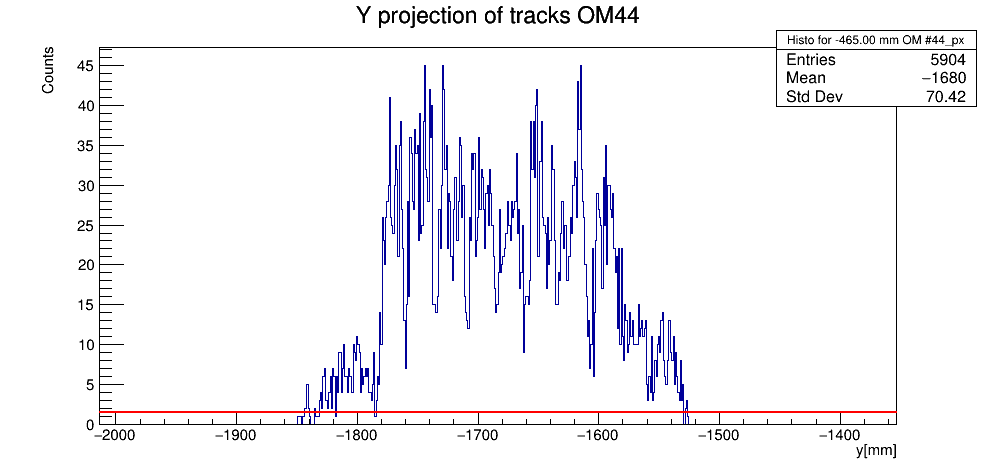 Y projection of tracks OM44
Histo for -465.00 mm OM #44_px
Entries 5904
Mean −1680
Std Dev 70.42
Counts
45
40
35
30
25
20
15
10
5
0
−2000 −1900 −1800 −1700 −1600 −1500 −1400
y[mm]